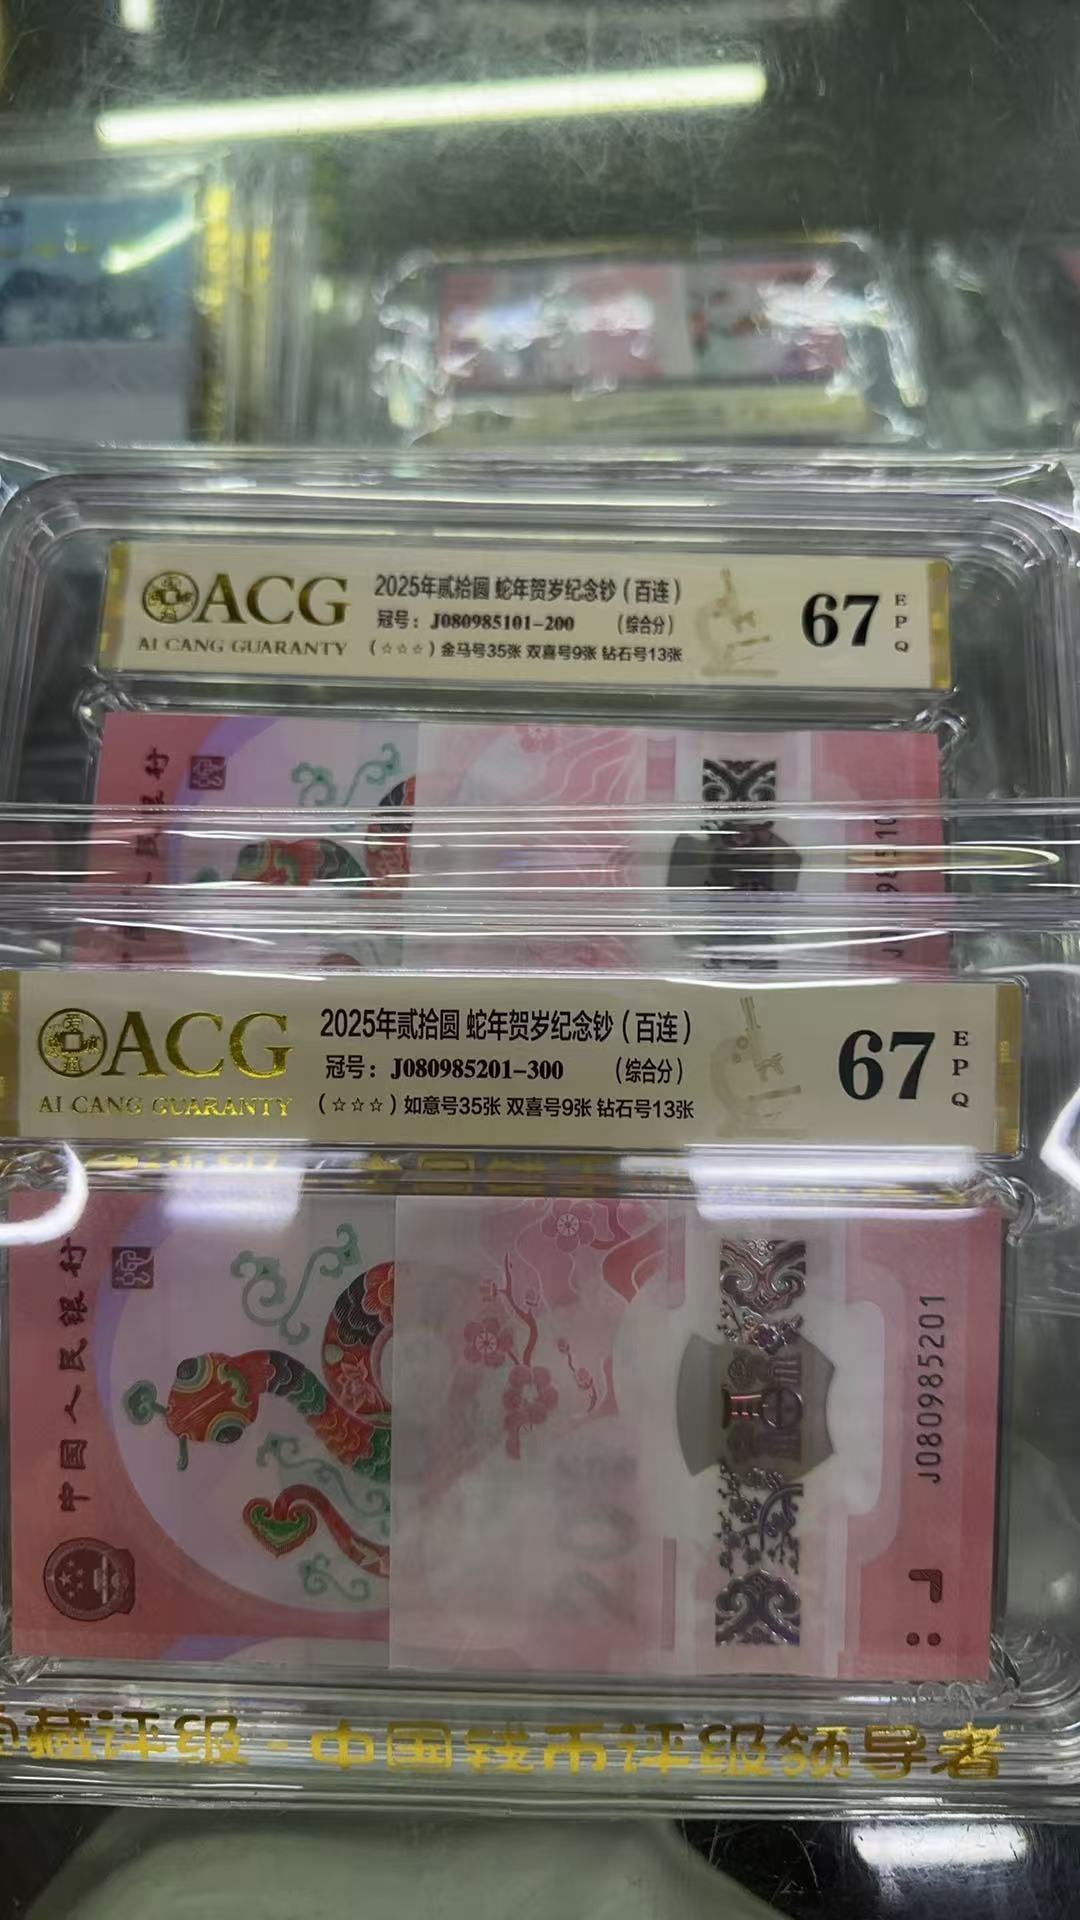 ACG
AI CANG GUARANTY
2025年贰拾圆 蛇年贺岁纪念钞（百连）
冠号：J080985101-200 （综合分）
（☆☆☆）金马号35张 双喜号9张 钻石号13张
67
EPQ
ACG
AI CANG GUARANTY
2025年贰拾圆 蛇年贺岁纪念钞（百连）
冠号：J080985201-300 （综合分）
（☆☆☆）如意号35张 双喜号9张 钻石号13张
67
EPQ
中国人民银行
J080985201
藏评级-中国钱币评级领导者